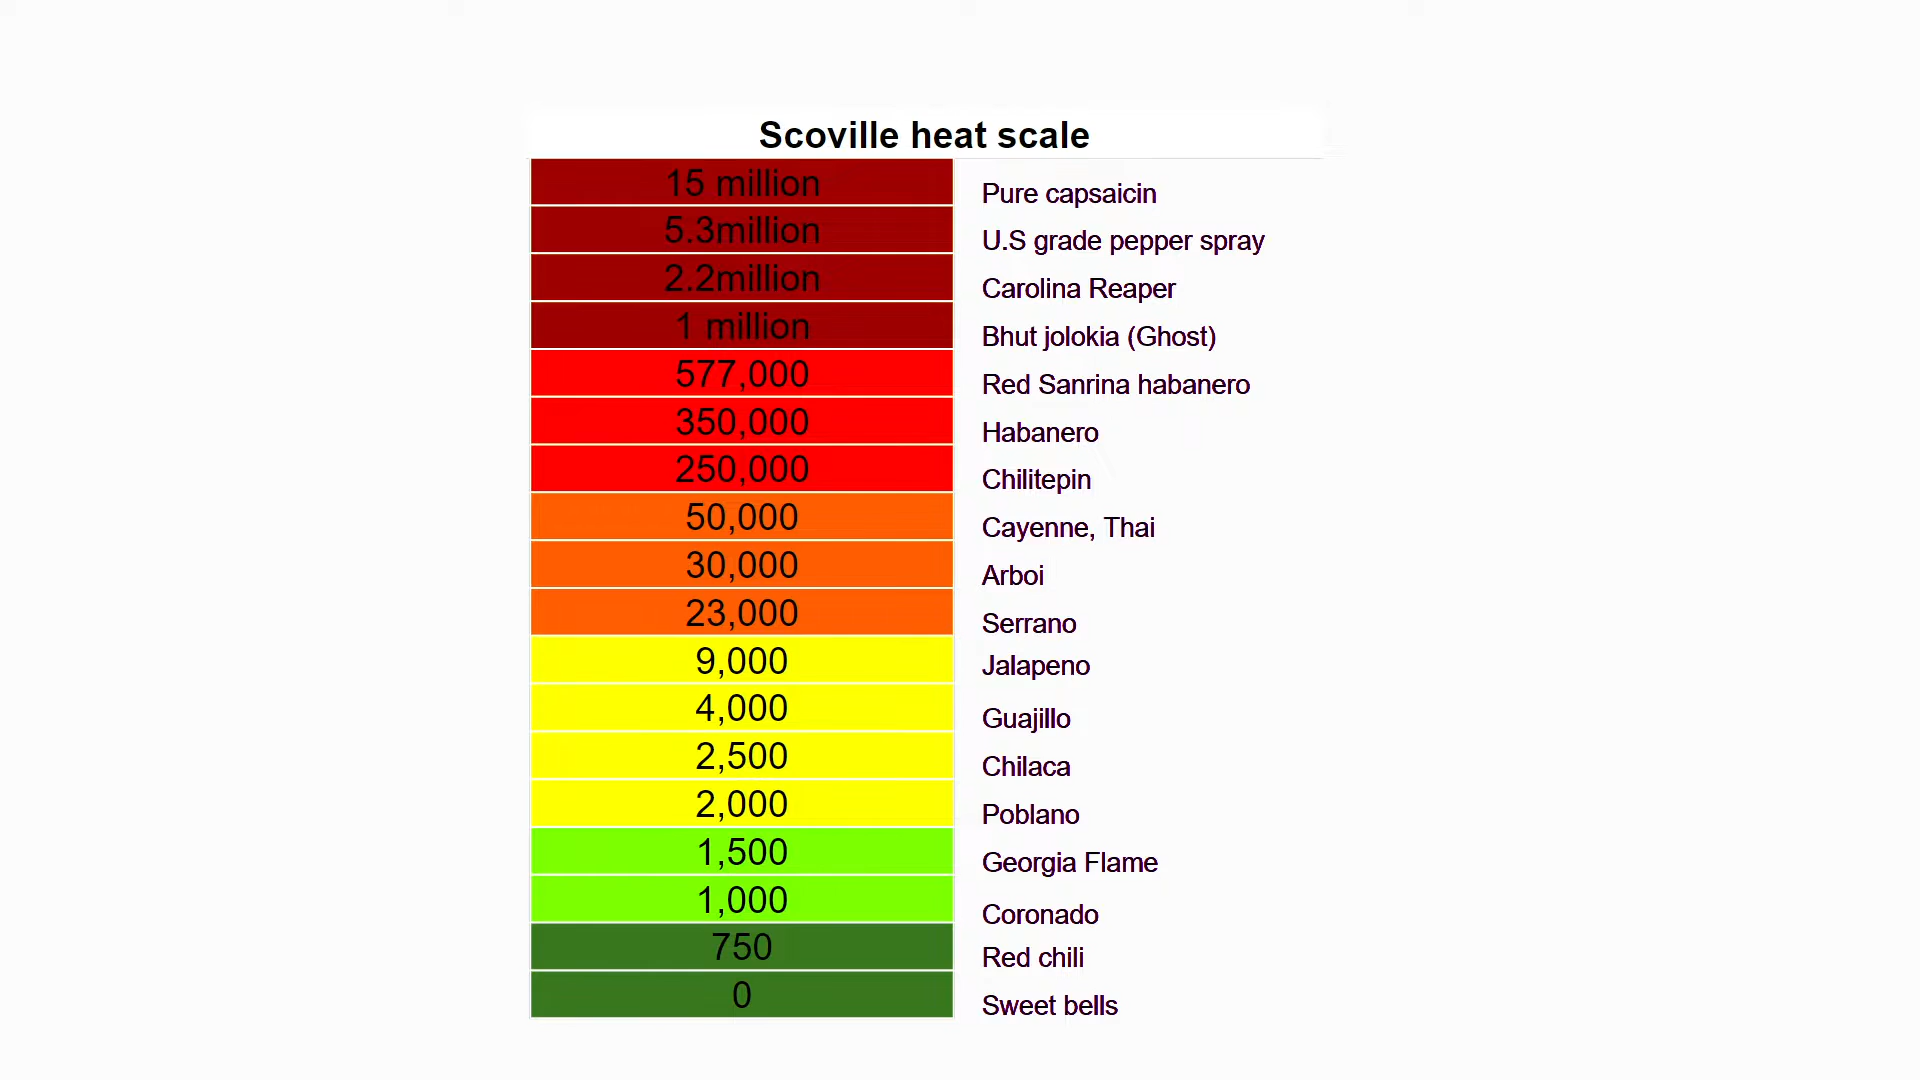 Scoville heat scale
15 million Pure capsaicin
5.3million U.S grade pepper spray
2.2million Carolina Reaper
1 million Bhut jolokia (Ghost)
577,000 Red Sanrina habanero
350,000 Habanero
250,000 Chilitepin
50,000 Cayenne, Thai
30,000 Arboi
23,000 Serrano
9,000 Jalapeno
4,000 Guajillo
2,500 Chilaca
2,000 Poblano
1,500 Georgia Flame
1,000 Coronado
750 Red chili
0 Sweet bells